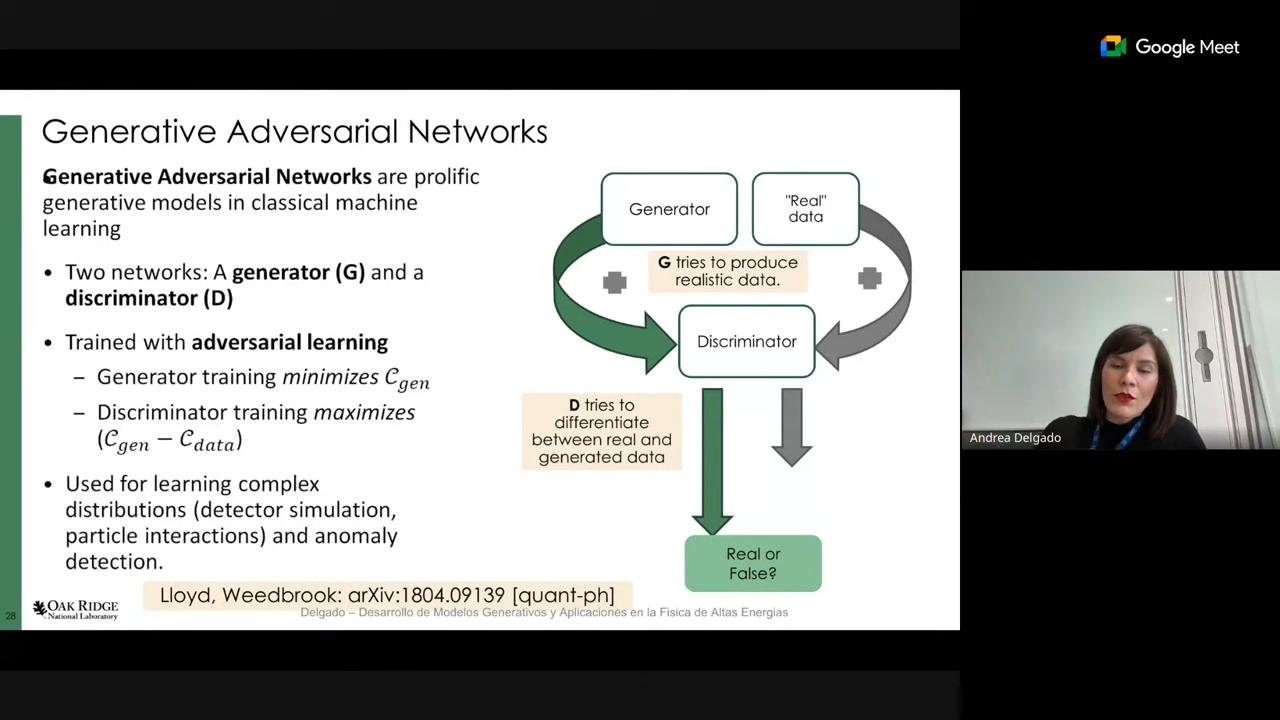 Google Meet
Generative Adversarial Networks
Generative Adversarial Networks are prolific
generative models in classical machine
learning
• Two networks: A generator (G) and a
discriminator (D)
• Trained with adversarial learning
– Generator training minimizes 𝒞gen
– Discriminator training maximizes
(𝒞gen − 𝒞data)
• Used for learning complex
distributions (detector simulation,
particle interactions) and anomaly
detection.
Generator
"Real"
data
G tries to produce
realistic data.
Discriminator
D tries to
differentiate
between real and
generated data
Real or
False?
Lloyd, Weedbrook: arXiv:1804.09139 [quant-ph]
28
OAK RIDGE
National Laboratory
Delgado – Desarrollo de Modelos Generativos y Aplicaciones en la Fisica de Altas Energias
Andrea Delgado